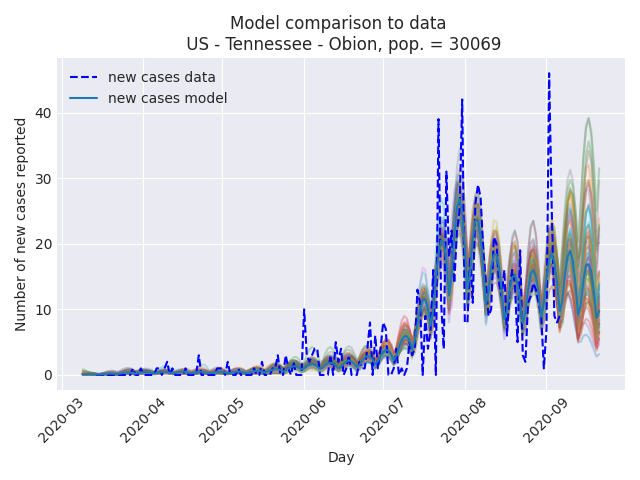 Model comparison to data
US - Tennessee - Obion, pop. = 30069
new cases data
new cases model
Number of new cases reported
40
30
20
10
0
2020-03
2020-04
2020-05
2020-06
2020-07
2020-08
2020-09
Day